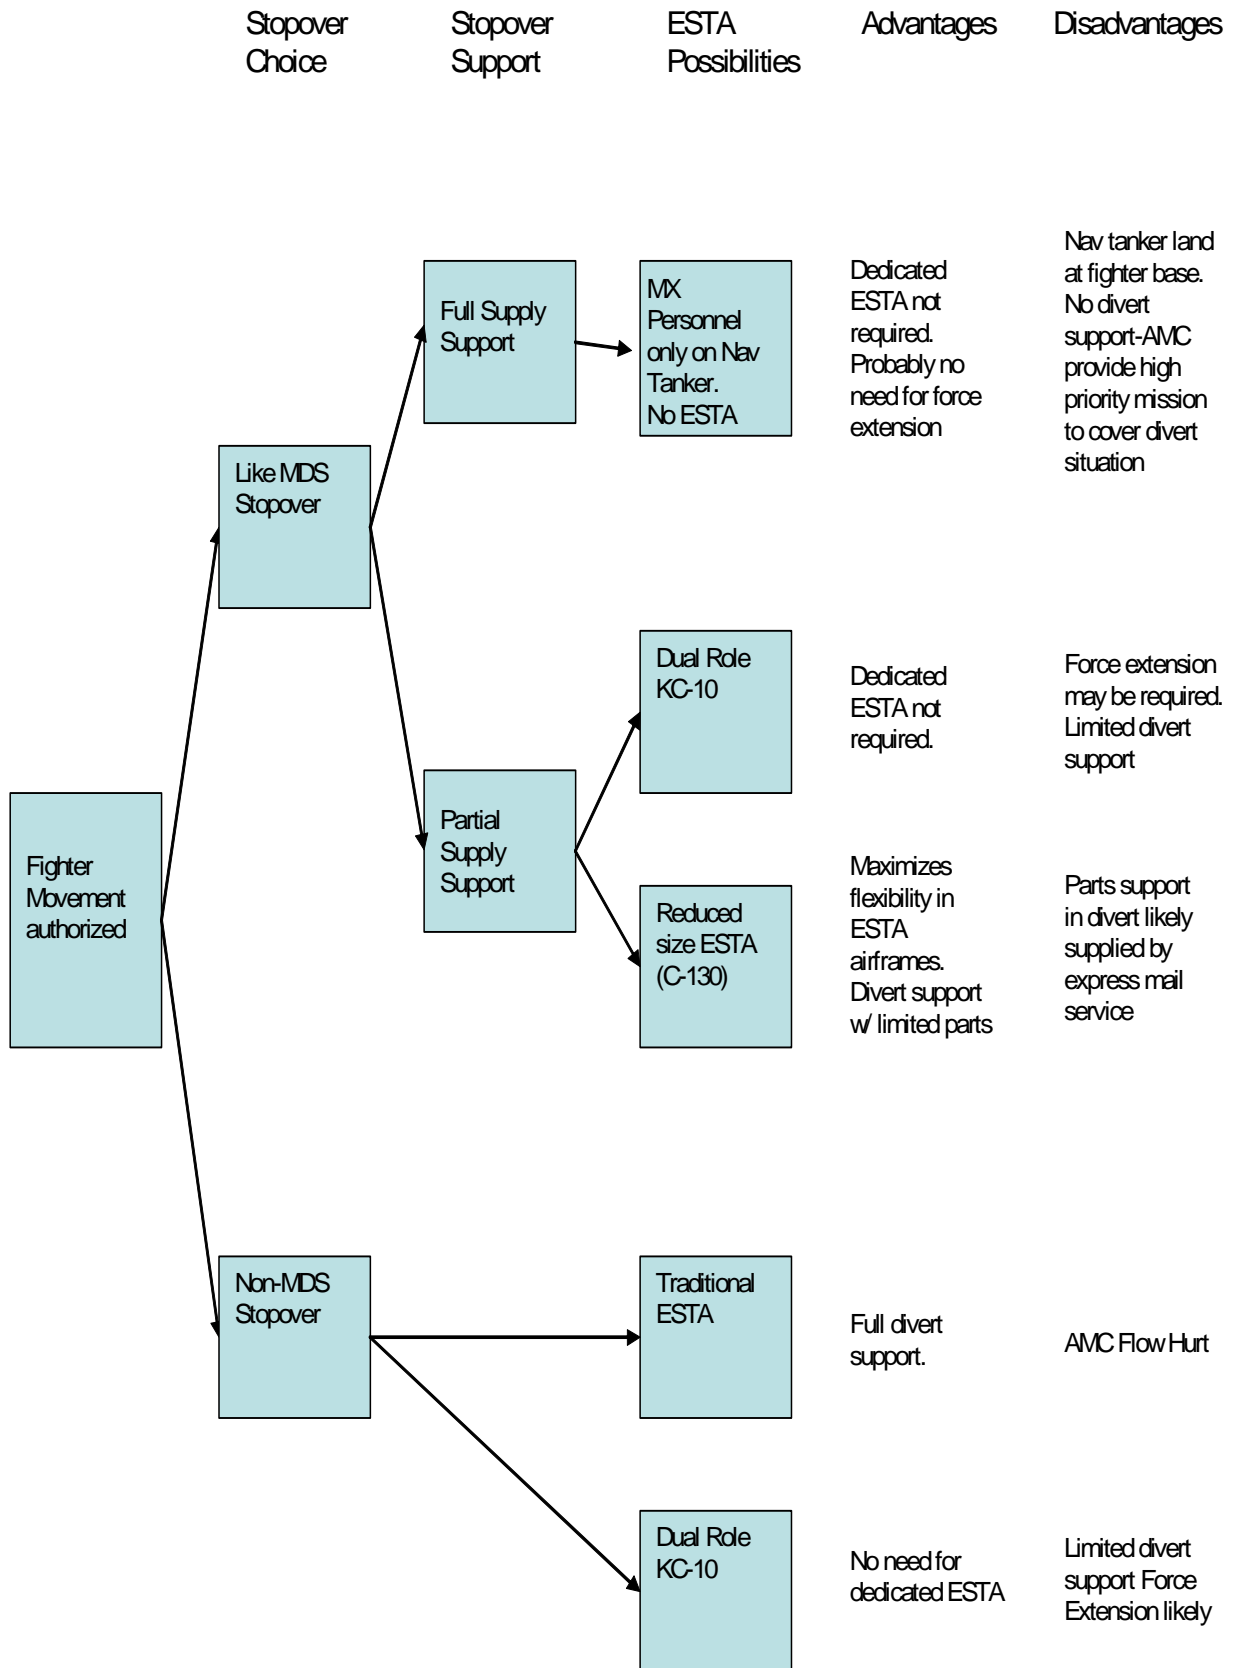 Stopover
Choice
Stopover
Support
ESTA
Possibilities
Advantages
Disadvantages
Full Supply
Support
MX
Personnel
only on Nav
Tanker.
No ESTA
Dedicated
ESTA not
required.
Probably no
need for force
extension
Nav tanker land
at fighter base.
No divert
support-AMC
provide high
priority mission
to cover divert
situation
Like MDS
Stopover
Dual Role
KC-10
Dedicated
ESTA not
required.
Force extension
may be required.
Limited divert
support
Partial
Supply
Support
Fighter
Movement
authorized
Reduced
size ESTA
(C-130)
Maximizes
flexibility in
ESTA
airframes.
Divert support
w/ limited parts
Parts support
in divert likely
supplied by
express mail
service
Non-MDS
Stopover
Traditional
ESTA
Full divert
support.
AMC Flow Hurt
Dual Role
KC-10
No need for
dedicated ESTA
Limited divert
support Force
Extension likely